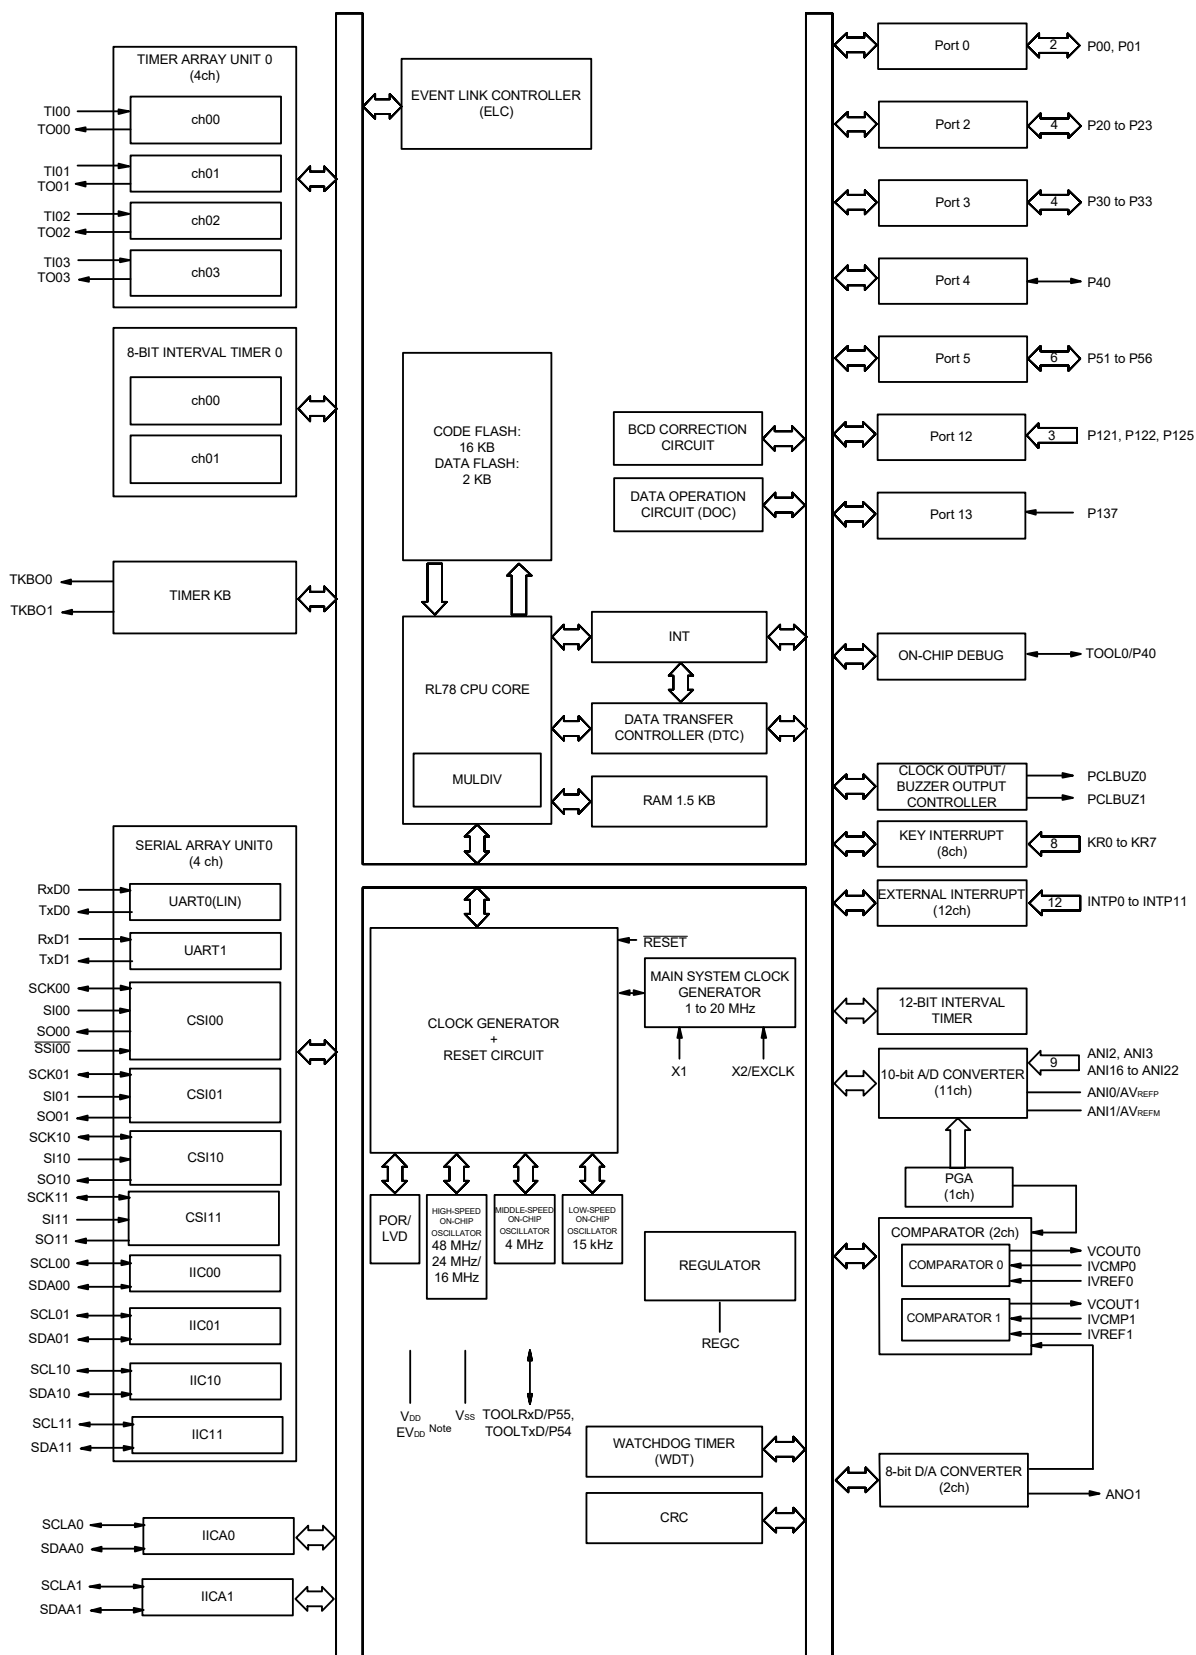 TIMER ARRAY UNIT 0
(4ch)
TI00
TO00
ch00
TI01
TO01
ch01
TI02
TO02
ch02
TI03
TO03
ch03
8-BIT INTERVAL TIMER 0
ch00
ch01
TKBO0
TKBO1
TIMER KB
SERIAL ARRAY UNIT0
(4 ch)
RxD0
TxD0
UART0(LIN)
RxD1
TxD1
UART1
SCK00
SI00
SO00
SSI00
CSI00
SCK01
SI01
SO01
CSI01
SCK10
SI10
SO10
CSI10
SCK11
SI11
SO11
CSI11
SCL00
SDA00
IIC00
SCL01
SDA01
IIC01
SCL10
SDA10
IIC10
SCL11
SDA11
IIC11
SCLA0
SDAA0
IICA0
SCLA1
SDAA1
IICA1
EVENT LINK CONTROLLER
(ELC)
CODE FLASH:
16 KB
DATA FLASH:
2 KB
BCD CORRECTION
CIRCUIT
DATA OPERATION
CIRCUIT (DOC)
RL78 CPU CORE
MULDIV
INT
DATA TRANSFER
CONTROLLER (DTC)
RAM 1.5 KB
CLOCK GENERATOR
+
RESET CIRCUIT
RESET
MAIN SYSTEM CLOCK
GENERATOR
1 to 20 MHz
X1
X2/EXCLK
POR/
LVD
HIGH-SPEED
ON-CHIP
OSCILLATOR
48 MHz/
24 MHz/
16 MHz
MIDDLE-SPEED
ON-CHIP
OSCILLATOR
4 MHz
LOW-SPEED
ON-CHIP
OSCILLATOR
15 kHz
REGULATOR
REGC
VDD
EVDD Note
VSS
TOOLRxD/P55,
TOOLTxD/P54
WATCHDOG TIMER
(WDT)
CRC
Port 0
2
P00, P01
Port 2
4
P20 to P23
Port 3
4
P30 to P33
Port 4
P40
Port 5
6
P51 to P56
Port 12
3
P121, P122, P125
Port 13
P137
ON-CHIP DEBUG
TOOL0/P40
CLOCK OUTPUT/
BUZZER OUTPUT
CONTROLLER
PCLBUZ0
PCLBUZ1
KEY INTERRUPT
(8ch)
8
KR0 to KR7
EXTERNAL INTERRUPT
(12ch)
12
INTP0 to INTP11
12-BIT INTERVAL
TIMER
10-bit A/D CONVERTER
(11ch)
9
ANI2, ANI3
ANI16 to ANI22
ANI0/AVREFP
ANI1/AVREFM
PGA
(1ch)
COMPARATOR (2ch)
COMPARATOR 0
VCOUT0
IVCMP0
IVREF0
COMPARATOR 1
VCOUT1
IVCMP1
IVREF1
8-bit D/A CONVERTER
(2ch)
ANO1